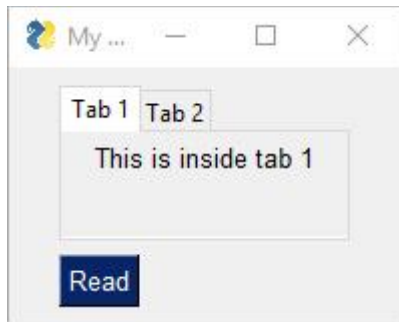 My ...
Tab 1 Tab 2
This is inside tab 1
Read